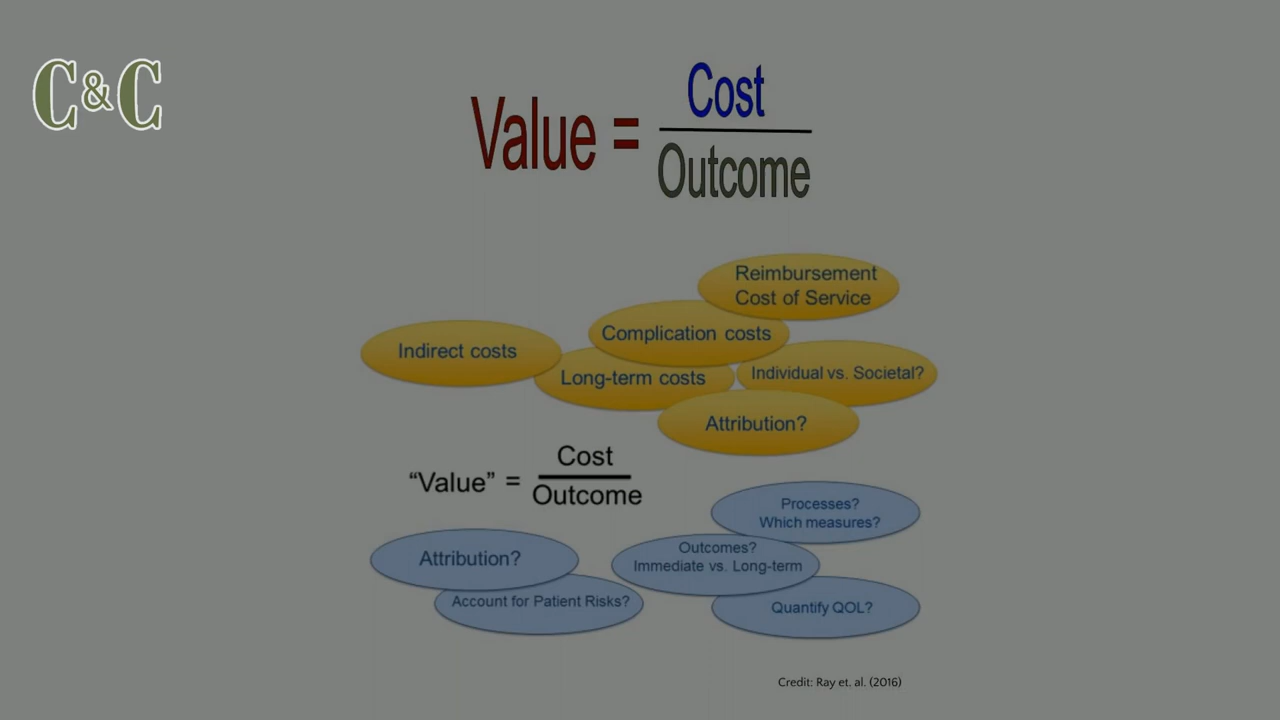 C&C
Value = Cost
Outcome
Reimbursement
Cost of Service
Complication costs
Indirect costs
Long-term costs
Individual vs. Societal?
Attribution?
“Value” = Cost
Outcome
Processes?
Which measures?
Attribution?
Outcomes?
Immediate vs. Long-term
Account for Patient Risks?
Quantify QOL?
Credit: Ray et. al. (2016)